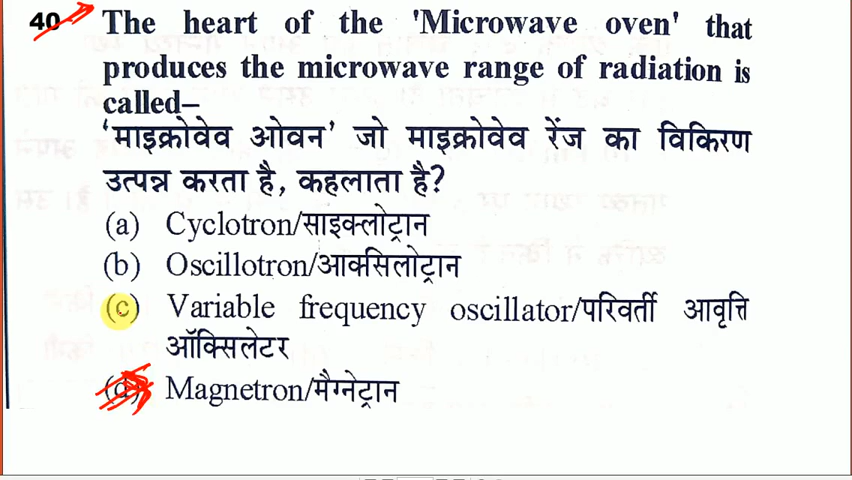 40 The heart of the 'Microwave oven' that
produces the microwave range of radiation is
called–
'माइक्रोवेव ओवन' जो माइक्रोवेव रेंज का विकिरण
उत्पन्न करता है, कहलाता है?
(a) Cyclotron/साइक्लोट्रान
(b) Oscillotron/आक्सिलोट्रान
(c) Variable frequency oscillator/परिवर्ती आवृत्ति
ऑक्सिलेटर
(d) Magnetron/मैग्नेट्रान